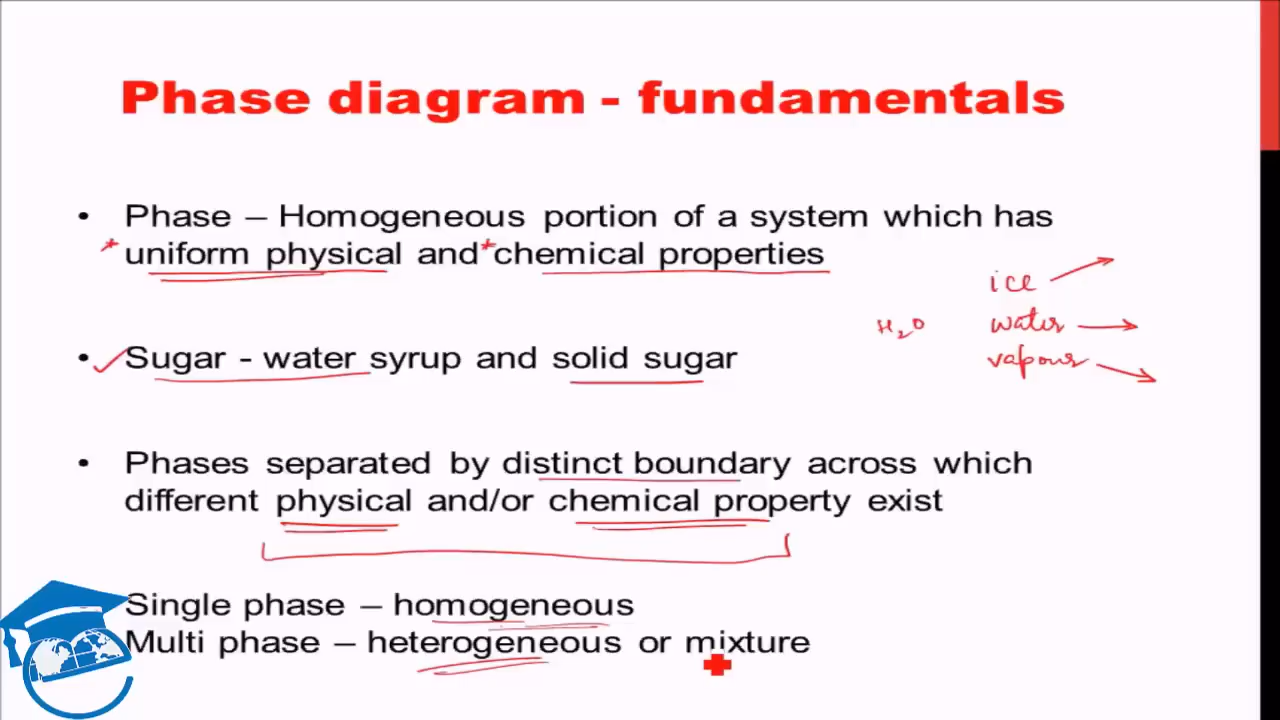 Phase diagram - fundamentals
• Phase – Homogeneous portion of a system which has
* uniform physical and * chemical properties
ice
H₂O water
vapour
• Sugar - water syrup and solid sugar
• Phases separated by distinct boundary across which
different physical and/or chemical property exist
Single phase – homogeneous
Multi phase – heterogeneous or mixture